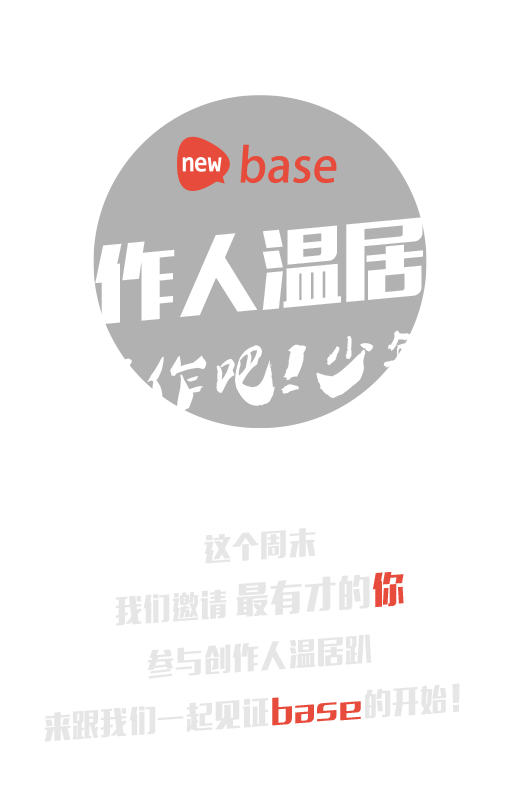 new base
作人温居
作吧!少年
这个周末
我们邀请 最有才的你
参与创作人温居趴
来跟我们一起见证base的开始!